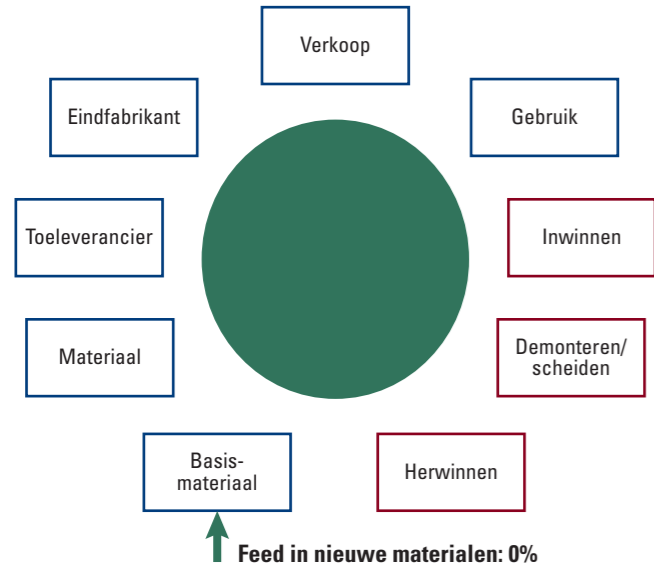 Verkoop
Eindfabrikant
Gebruik
Toeleverancier
Inwinnen
Materiaal
Demonteren/
scheiden
Basis-
materiaal
Herwinnen
Feed in nieuwe materialen: 0%